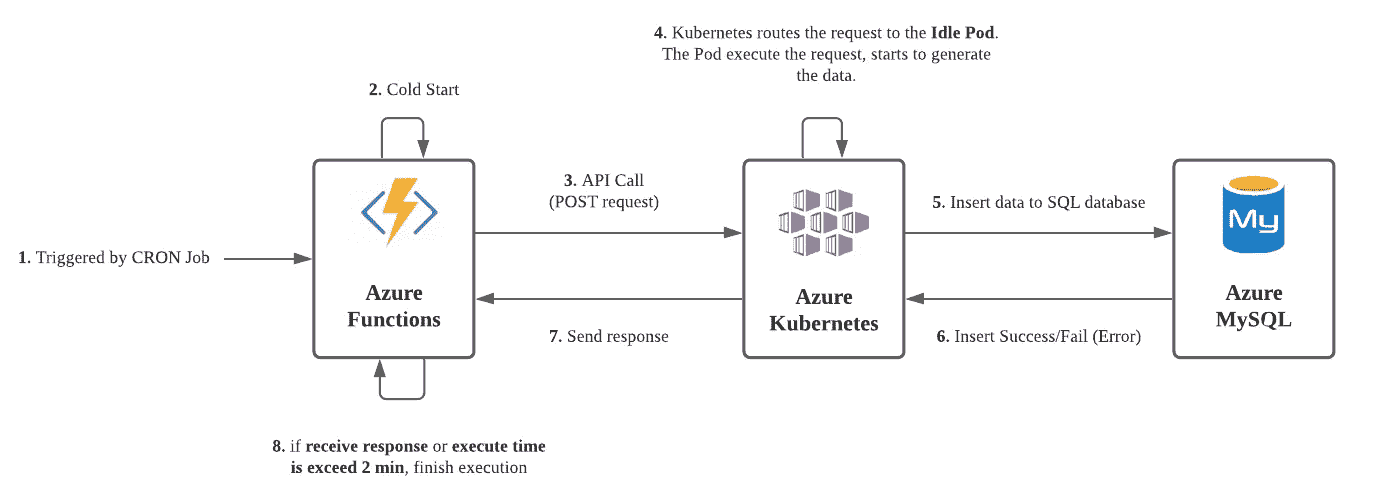 4. Kubernetes routes the request to the Idle Pod.
The Pod execute the request, starts to generate
the data.
2. Cold Start
3. API Call
(POST request)
5. Insert data to SQL database
My
1. Triggered by CRON Job
Azure
Functions
Azure
Kubernetes
Azure
MySQL
7. Send response
6. Insert Success/Fail (Error)
8. if receive response or execute time
is exceed 2 min, finish execution